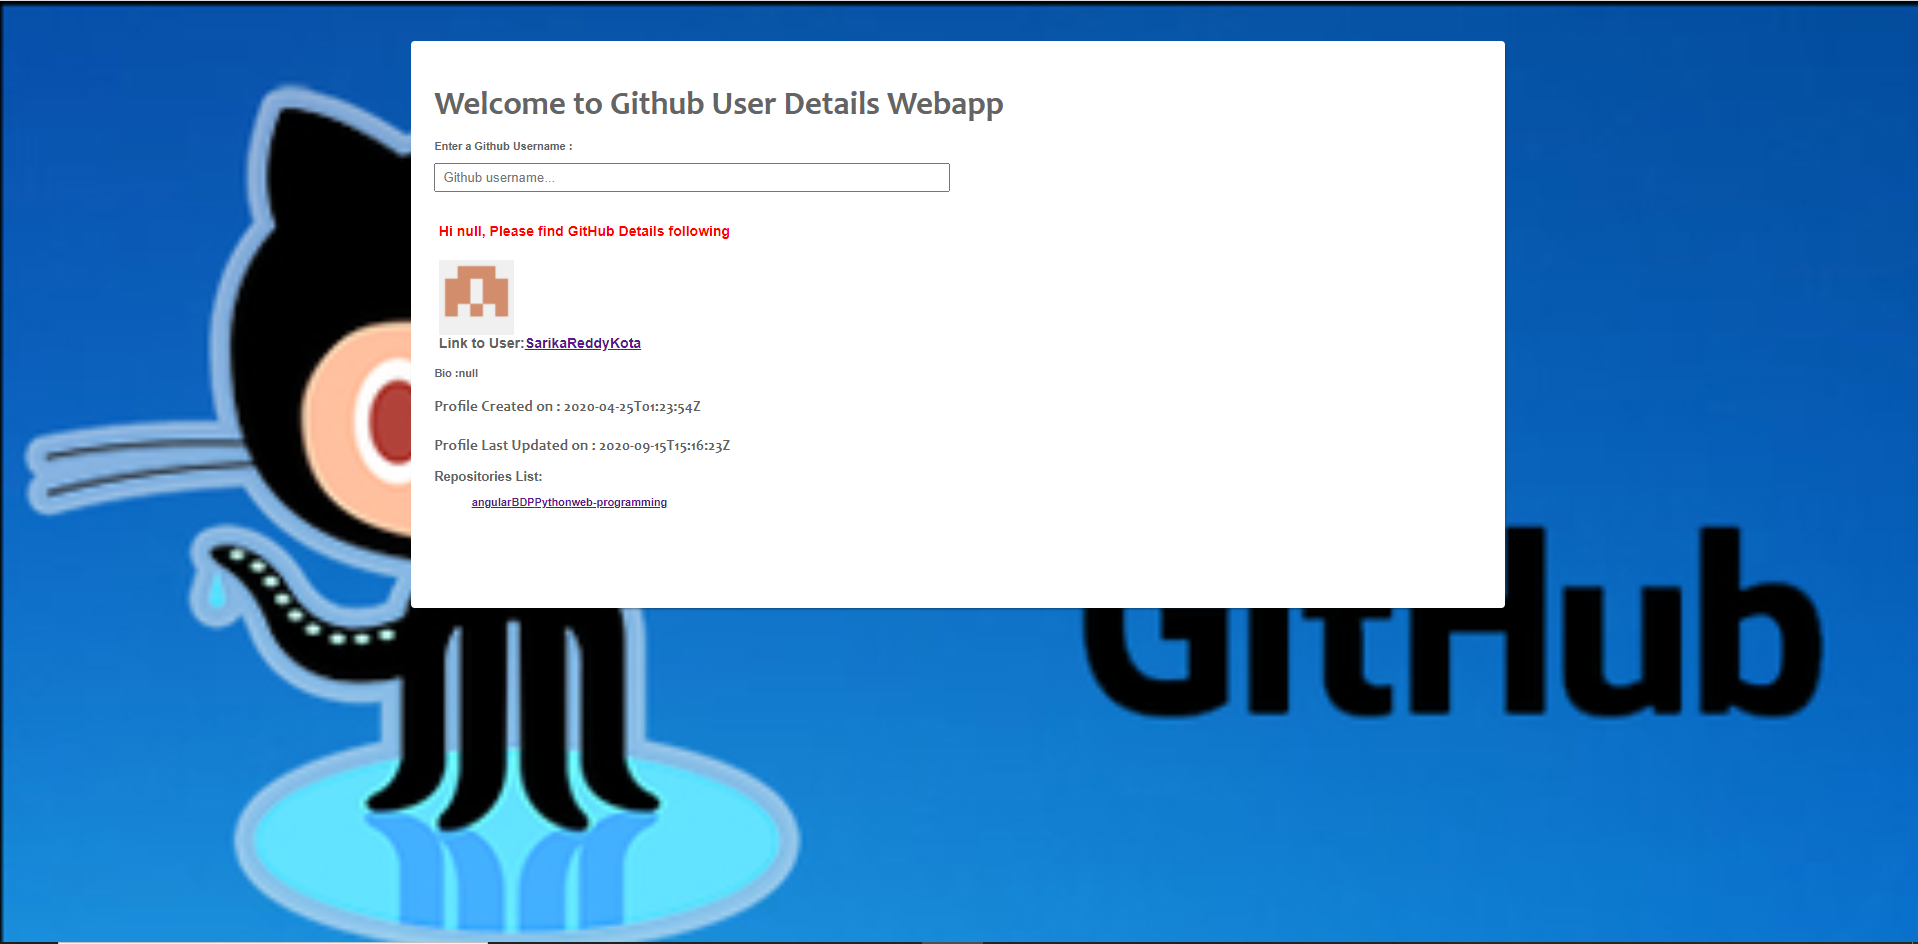 Welcome to Github User Details Webapp
Enter a Github Username :
Github username...
Hi null, Please find GitHub Details following
Link to User:SarikaReddyKota
Bio :null
Profile Created on : 2020-04-25T01:23:54Z
Profile Last Updated on : 2020-09-15T15:16:23Z
Repositories List:
angularBDPPythonweb-programming
GitHub